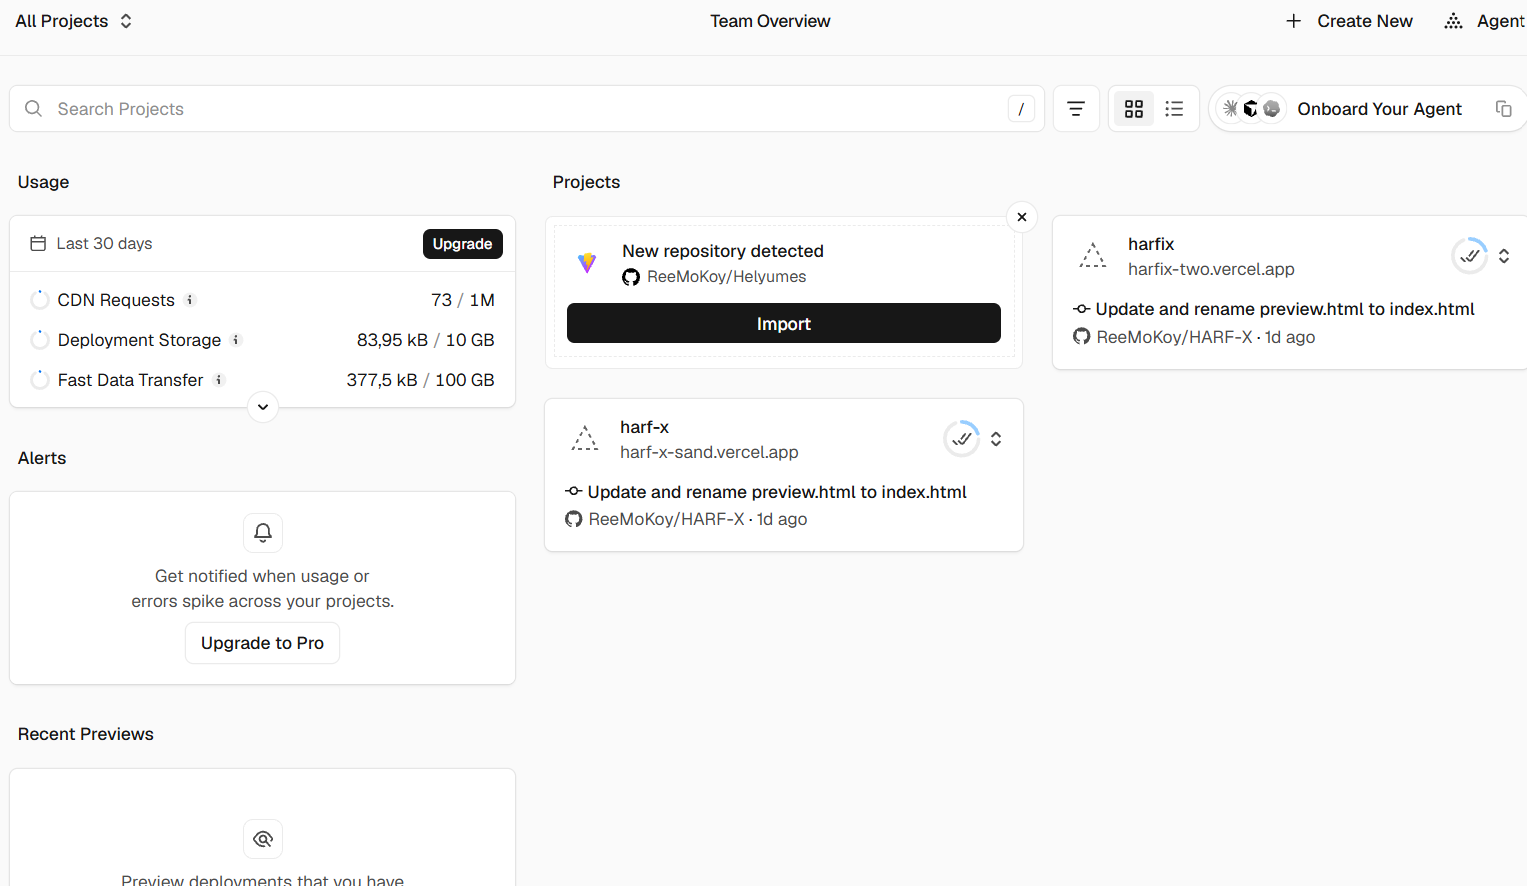 All Projects
Team Overview
Create New
Agent
Search Projects
/
Onboard Your Agent
Usage
Last 30 days
Upgrade
CDN Requests
73 / 1M
Deployment Storage
83,95 kB / 10 GB
Fast Data Transfer
377,5 kB / 100 GB
Alerts
Get notified when usage or
errors spike across your projects.
Upgrade to Pro
Recent Previews
Preview deployments that you have
Projects
New repository detected
ReeMoKoy/Helyumes
Import
harfix
harfix-two.vercel.app
Update and rename preview.html to index.html
ReeMoKoy/HARF-X · 1d ago
harf-x
harf-x-sand.vercel.app
Update and rename preview.html to index.html
ReeMoKoy/HARF-X · 1d ago